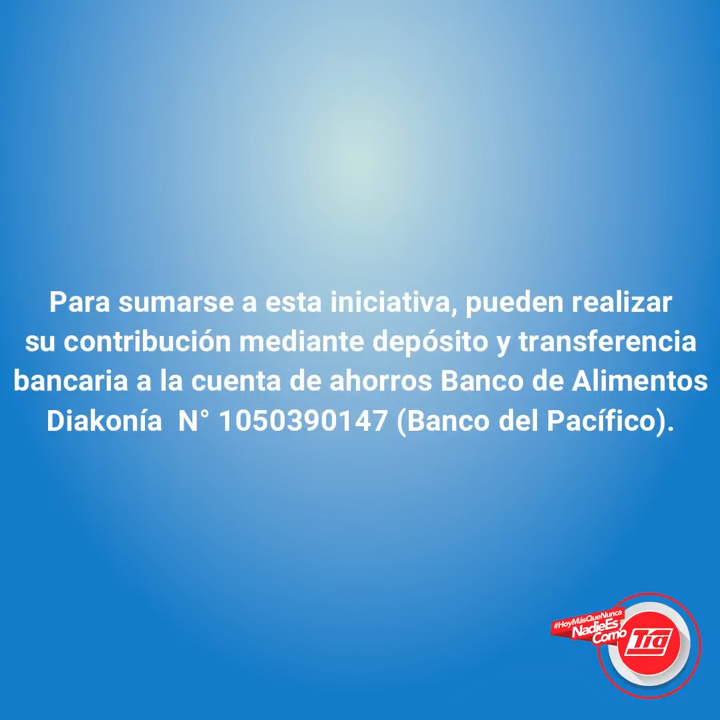 Para sumarse a esta iniciativa, pueden realizar
su contribución mediante depósito y transferencia
bancaria a la cuenta de ahorros Banco de Alimentos
Diakonía  N° 1050390147 (Banco del Pacífico).
#HoyMásQueNunca
NadieEs
Como
Tía